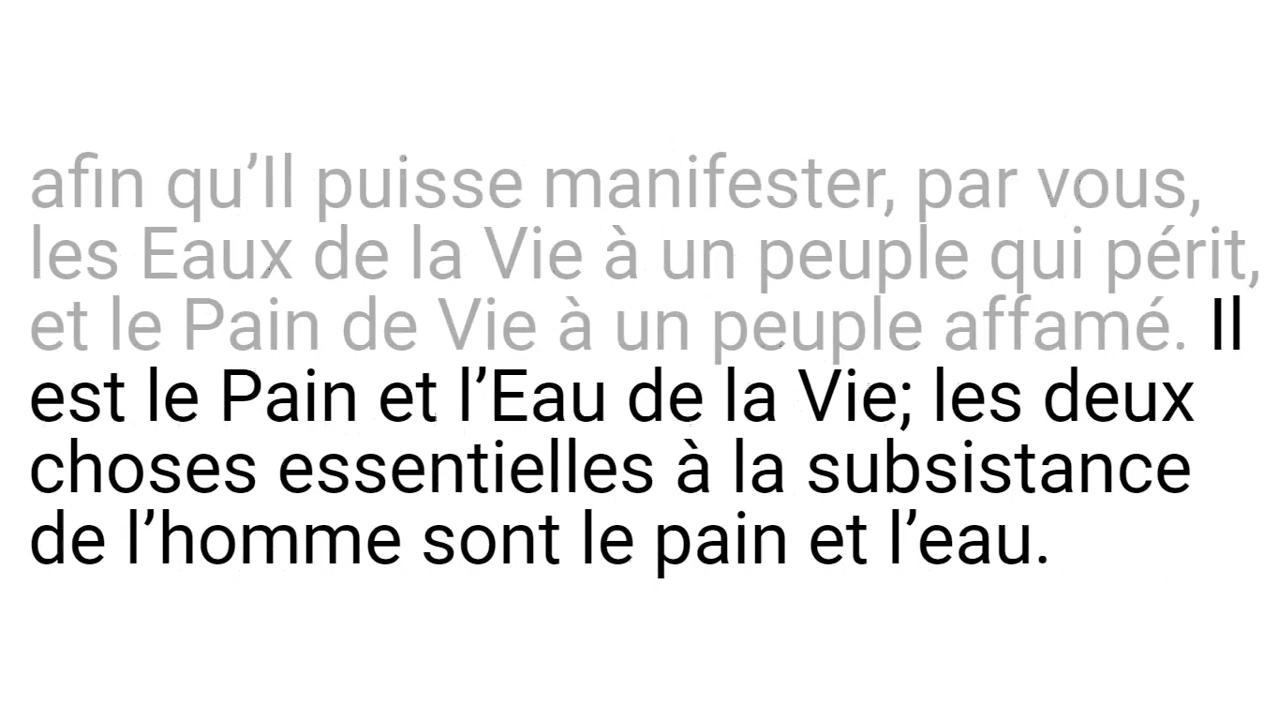 afin qu’Il puisse manifester, par vous,
les Eaux de la Vie à un peuple qui périt,
et le Pain de Vie à un peuple affamé. Il
est le Pain et l’Eau de la Vie; les deux
choses essentielles à la subsistance
de l’homme sont le pain et l’eau.